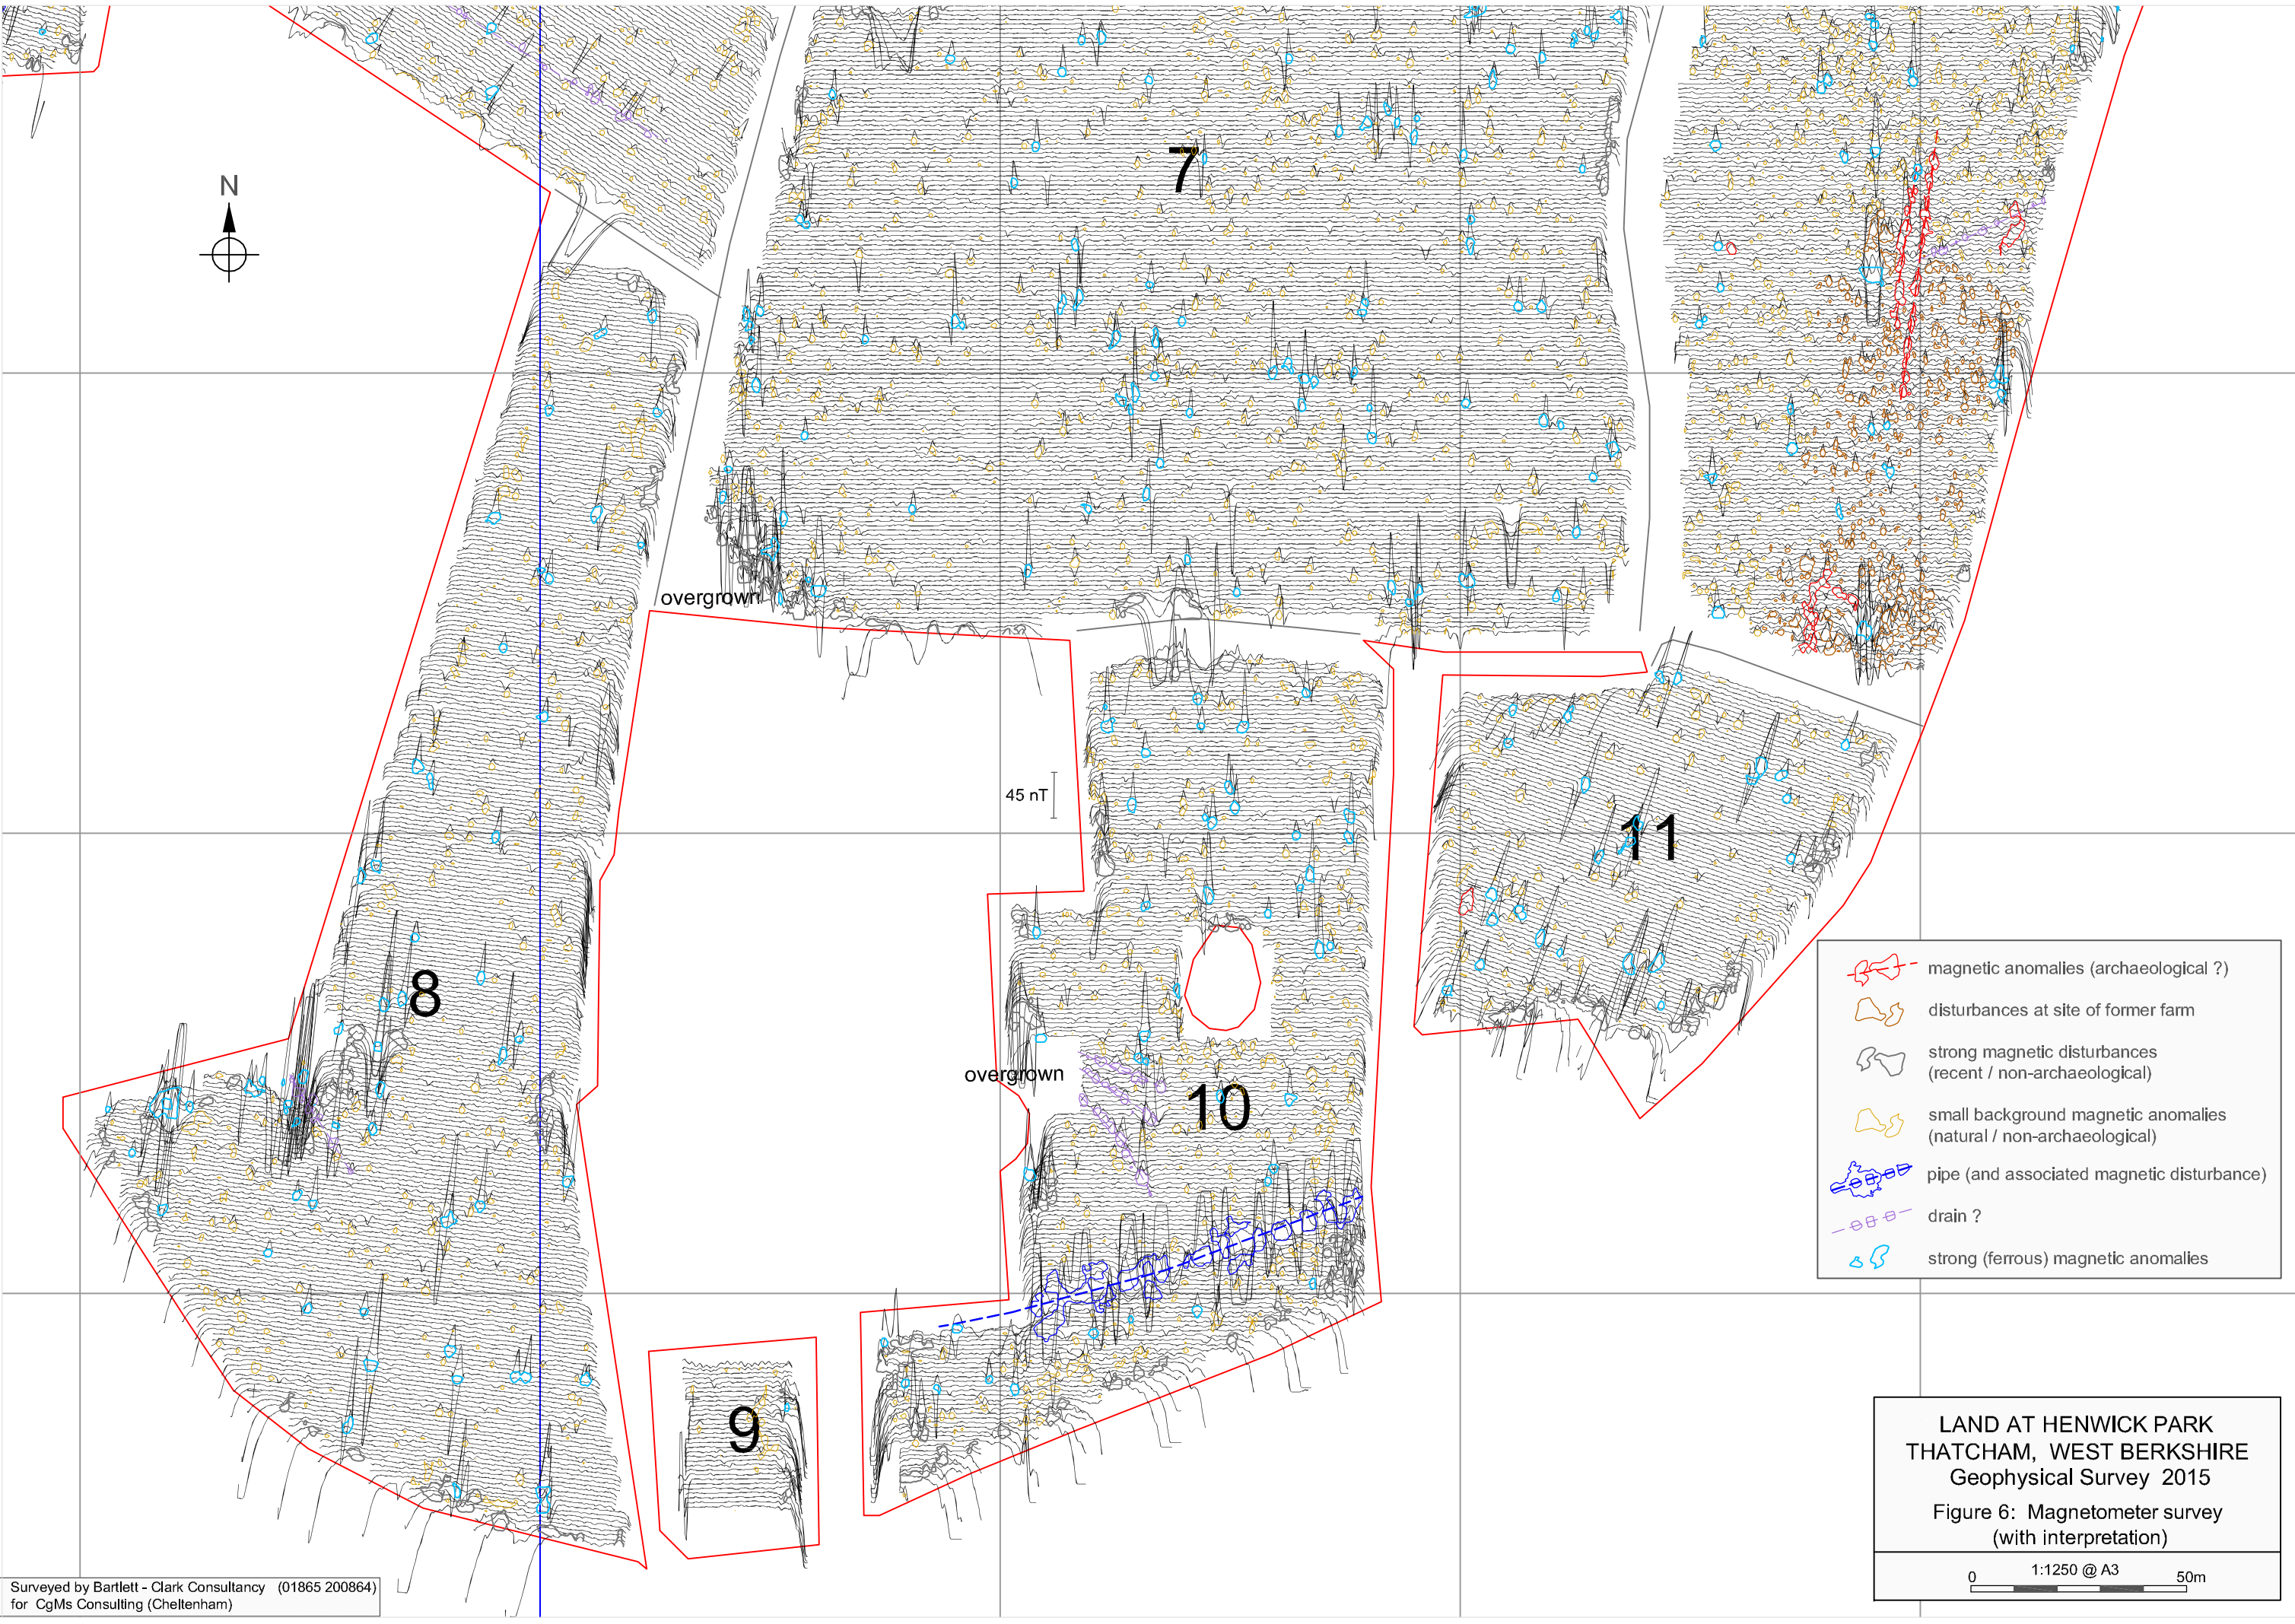 N
7
overgrown
45 nT
11
8
overgrown
10
9
magnetic anomalies (archaeological ?)
disturbances at site of former farm
strong magnetic disturbances
(recent / non-archaeological)
small background magnetic anomalies
(natural / non-archaeological)
pipe (and associated magnetic disturbance)
drain ?
strong (ferrous) magnetic anomalies
LAND AT HENWICK PARK
THATCHAM, WEST BERKSHIRE
Geophysical Survey 2015
Figure 6: Magnetometer survey
(with interpretation)
1:1250 @ A3
0 50m
Surveyed by Bartlett - Clark Consultancy (01865 200864)
for CgMs Consulting (Cheltenham)